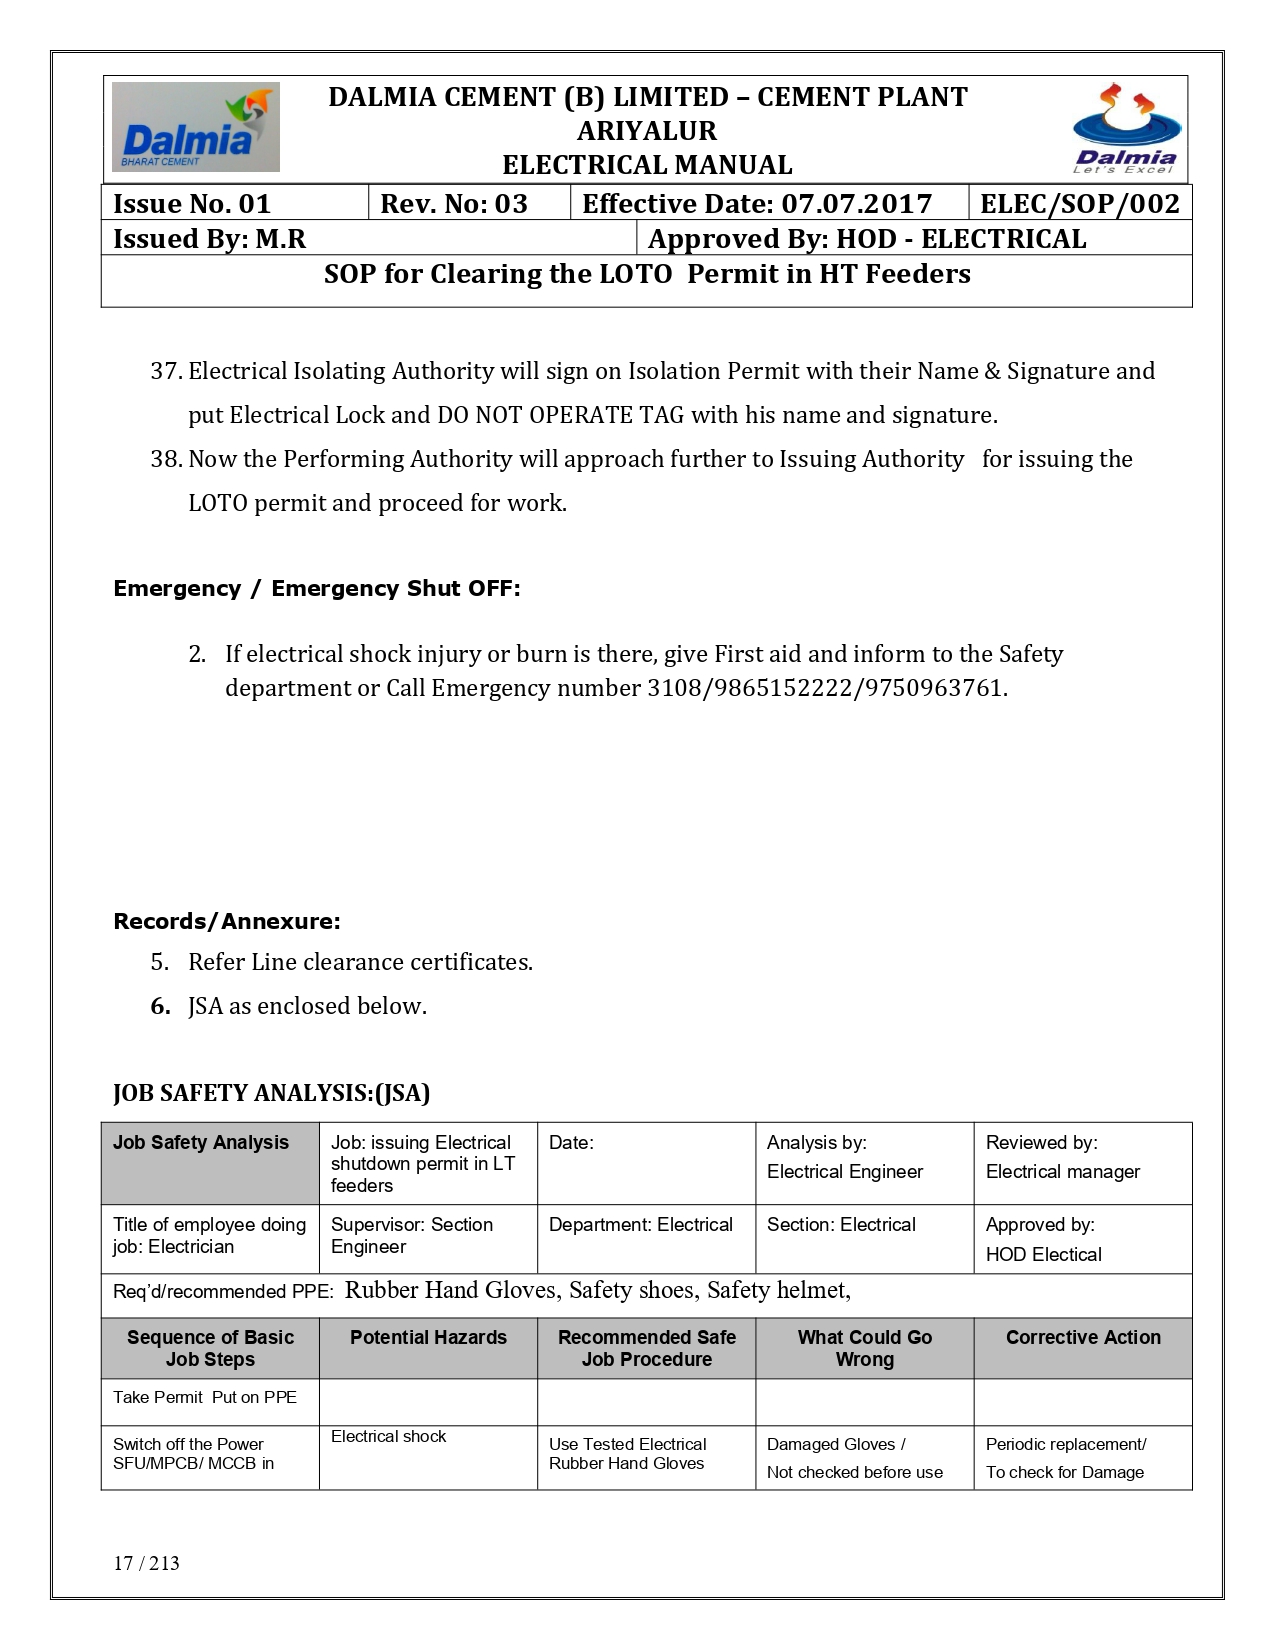 Dalmia
BHARAT CEMENT
DALMIA CEMENT (B) LIMITED – CEMENT PLANT
ARIYALUR
ELECTRICAL MANUAL
Dalmia
Let's Excel
Issue No. 01 Rev. No: 03 Effective Date: 07.07.2017 ELEC/SOP/002
Issued By: M.R Approved By: HOD - ELECTRICAL
SOP for Clearing the LOTO Permit in HT Feeders
37. Electrical Isolating Authority will sign on Isolation Permit with their Name & Signature and
put Electrical Lock and DO NOT OPERATE TAG with his name and signature.
38. Now the Performing Authority will approach further to Issuing Authority for issuing the
LOTO permit and proceed for work.
Emergency / Emergency Shut OFF:
2. If electrical shock injury or burn is there, give First aid and inform to the Safety
department or Call Emergency number 3108/9865152222/9750963761.
Records/Annexure:
5. Refer Line clearance certificates.
6. JSA as enclosed below.
JOB SAFETY ANALYSIS:(JSA)
Job Safety Analysis
Job: issuing Electrical
shutdown permit in LT
feeders
Date:
Analysis by:
Electrical Engineer
Reviewed by:
Electrical manager
Title of employee doing
job: Electrician
Supervisor: Section
Engineer
Department: Electrical
Section: Electrical
Approved by:
HOD Electical
Req'd/recommended PPE: Rubber Hand Gloves, Safety shoes, Safety helmet,
Sequence of Basic
Job Steps
Potential Hazards
Recommended Safe
Job Procedure
What Could Go
Wrong
Corrective Action
Take Permit Put on PPE
Switch off the Power
SFU/MPCB/ MCCB in
Electrical shock
Use Tested Electrical
Rubber Hand Gloves
Damaged Gloves /
Not checked before use
Periodic replacement/
To check for Damage
17 / 213